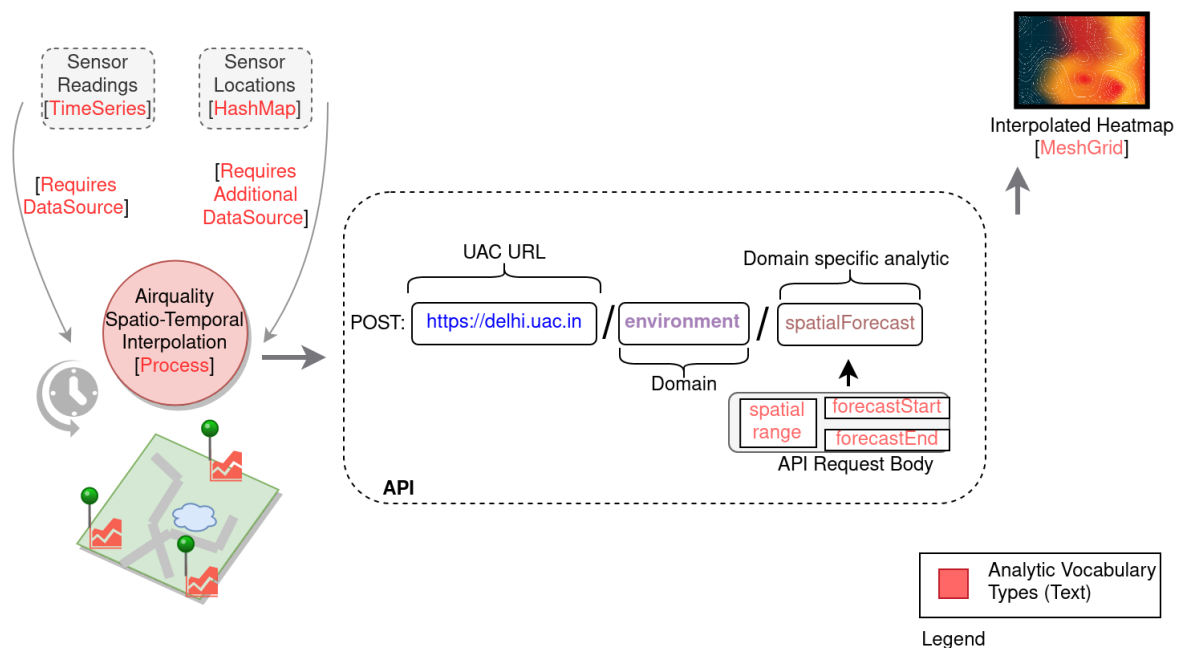 Sensor
Readings
[TimeSeries]
Sensor
Locations
[HashMap]
[Requires
DataSource]
[Requires
Additional
DataSource]
Airquality
Spatio-Temporal
Interpolation
[Process]
UAC URL
Domain specific analytic
POST: https://delhi.uac.in / environment / spatialForecast
Domain
spatial
range
forecastStart
forecastEnd
API Request Body
API
Interpolated Heatmap
[MeshGrid]
Analytic Vocabulary
Types (Text)
Legend